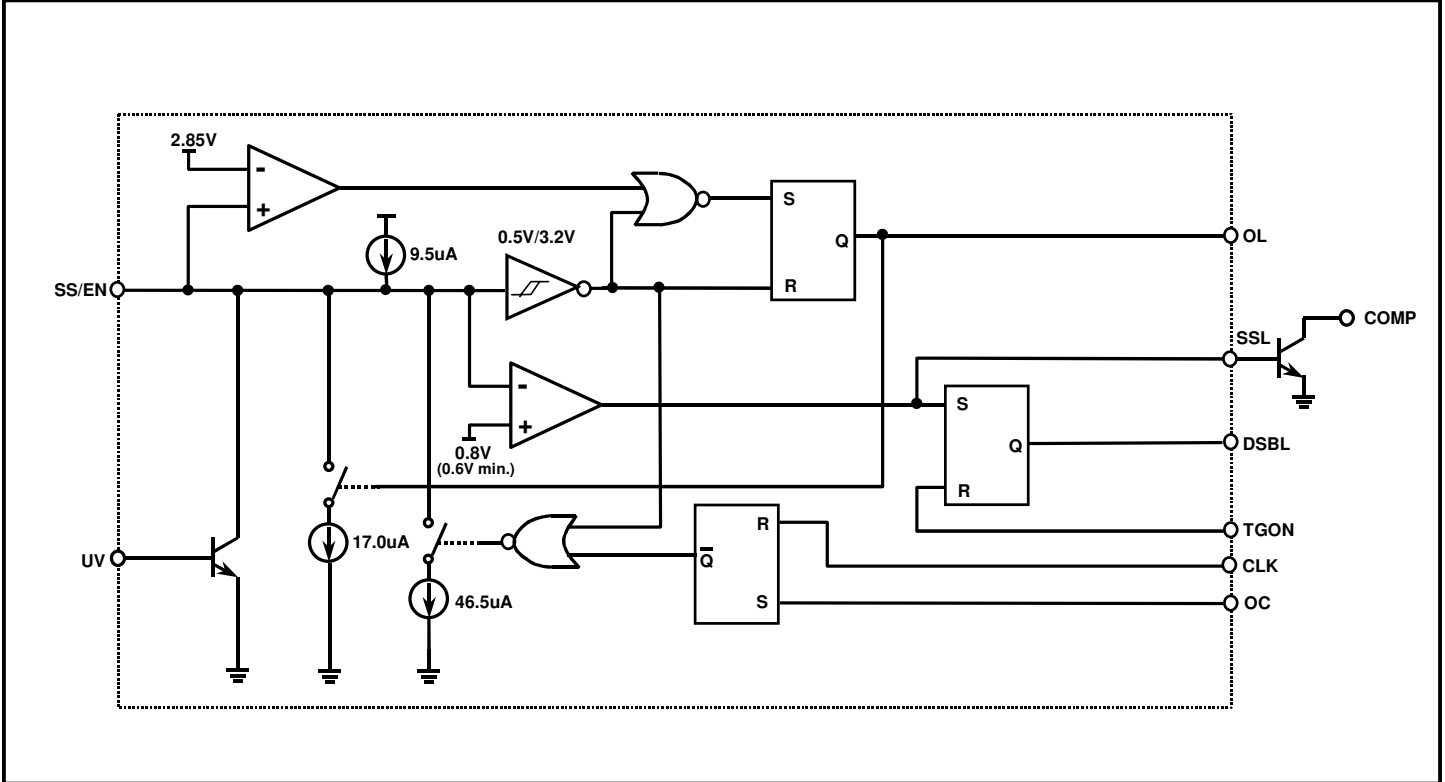 2.85V
-
+
S
Q
R
OL
0.5V/3.2V
9.5uA
SS/EN
COMP
SSL
-
+
0.8V
(0.6V min.)
S
Q
R
DSBL
TGON
UV
17.0uA
46.5uA
R
Q̅
S
CLK
OC